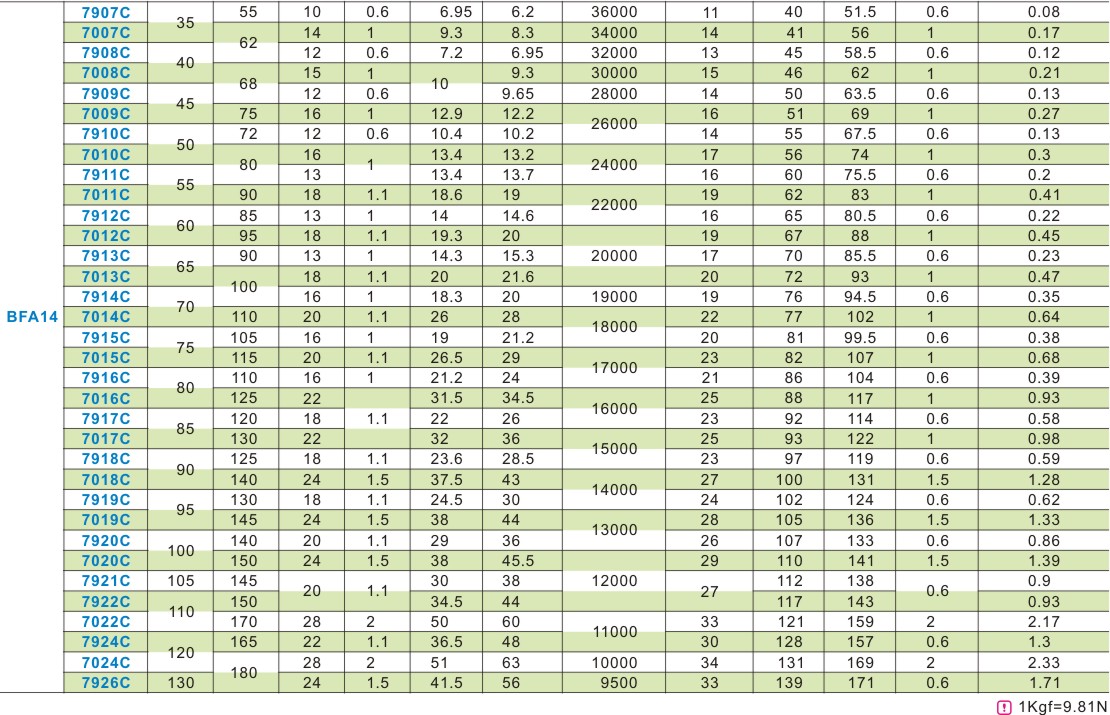 7907C 35 55 10 0.6 6.95 6.2 36000 11 40 51.5 0.6 0.08
7007C 62 14 1 9.3 8.3 34000 14 41 56 1 0.17
7908C 40 12 0.6 7.2 6.95 32000 13 45 58.5 0.6 0.12
7008C 68 15 1 10 9.3 30000 15 46 62 1 0.21
7909C 45 12 0.6 9.65 28000 14 50 63.5 0.6 0.13
7009C 75 16 1 12.9 12.2 26000 16 51 69 1 0.27
7910C 50 72 12 0.6 10.4 10.2 14 55 67.5 0.6 0.13
7010C 80 16 1 13.4 13.2 24000 17 56 74 1 0.3
7911C 55 13 13.4 13.7 16 60 75.5 0.6 0.2
7011C 90 18 1.1 18.6 19 22000 19 62 83 1 0.41
7912C 60 85 13 1 14 14.6 16 65 80.5 0.6 0.22
7012C 95 18 1.1 19.3 20 19 67 88 1 0.45
7913C 65 90 13 1 14.3 15.3 20000 17 70 85.5 0.6 0.23
7013C 100 18 1.1 20 21.6 20 72 93 1 0.47
7914C 70 16 1 18.3 20 19000 19 76 94.5 0.6 0.35
BFA14 7014C 110 20 1.1 26 28 18000 22 77 102 1 0.64
7915C 75 105 16 1 19 21.2 20 81 99.5 0.6 0.38
7015C 115 20 1.1 26.5 29 17000 23 82 107 1 0.68
7916C 80 110 16 1 21.2 24 21 86 104 0.6 0.39
7016C 125 22 31.5 34.5 16000 25 88 117 1 0.93
7917C 85 120 18 1.1 22 26 23 92 114 0.6 0.58
7017C 130 22 32 36 15000 25 93 122 1 0.98
7918C 90 125 18 1.1 23.6 28.5 23 97 119 0.6 0.59
7018C 140 24 1.5 37.5 43 14000 27 100 131 1.5 1.28
7919C 95 130 18 1.1 24.5 30 24 102 124 0.6 0.62
7019C 145 24 1.5 38 44 13000 28 105 136 1.5 1.33
7920C 100 140 20 1.1 29 36 26 107 133 0.6 0.86
7020C 150 24 1.5 38 45.5 29 110 141 1.5 1.39
7921C 105 145 20 1.1 30 38 12000 27 112 138 0.6 0.9
7922C 110 150 34.5 44 117 143 0.93
7022C 170 28 2 50 60 11000 33 121 159 2 2.17
7924C 120 165 22 1.1 36.5 48 30 128 157 0.6 1.3
7024C 180 28 2 51 63 10000 34 131 169 2 2.33
7926C 130 24 1.5 41.5 56 9500 33 139 171 0.6 1.71
! 1Kgf=9.81N